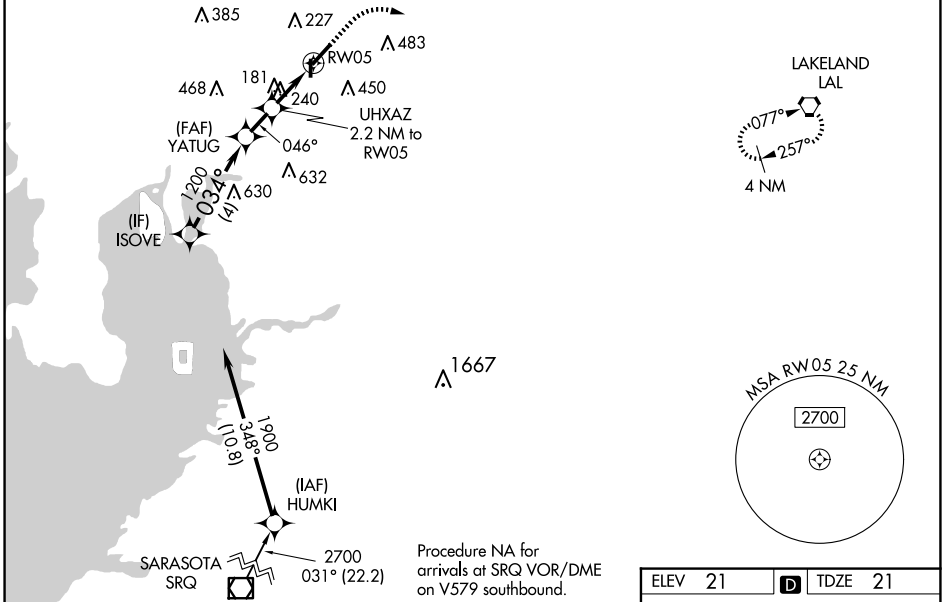 385
227
483
RW05
181
468
240
450
UHXAZ
2.2 NM to
RW05
(FAF)
YATUG
046°
632
1200
034°
(4)
630
(IF)
ISOVE
LAKELAND
LAL
077°
257°
4 NM
1667
MSA RW05 25 NM
2700
1900
348°
(10.8)
(IAF)
HUMKI
SARASOTA
SRQ
2700
031° (22.2)
Procedure NA for
arrivals at SRQ VOR/DME
on V579 southbound.
ELEV 21 D TDZE 21